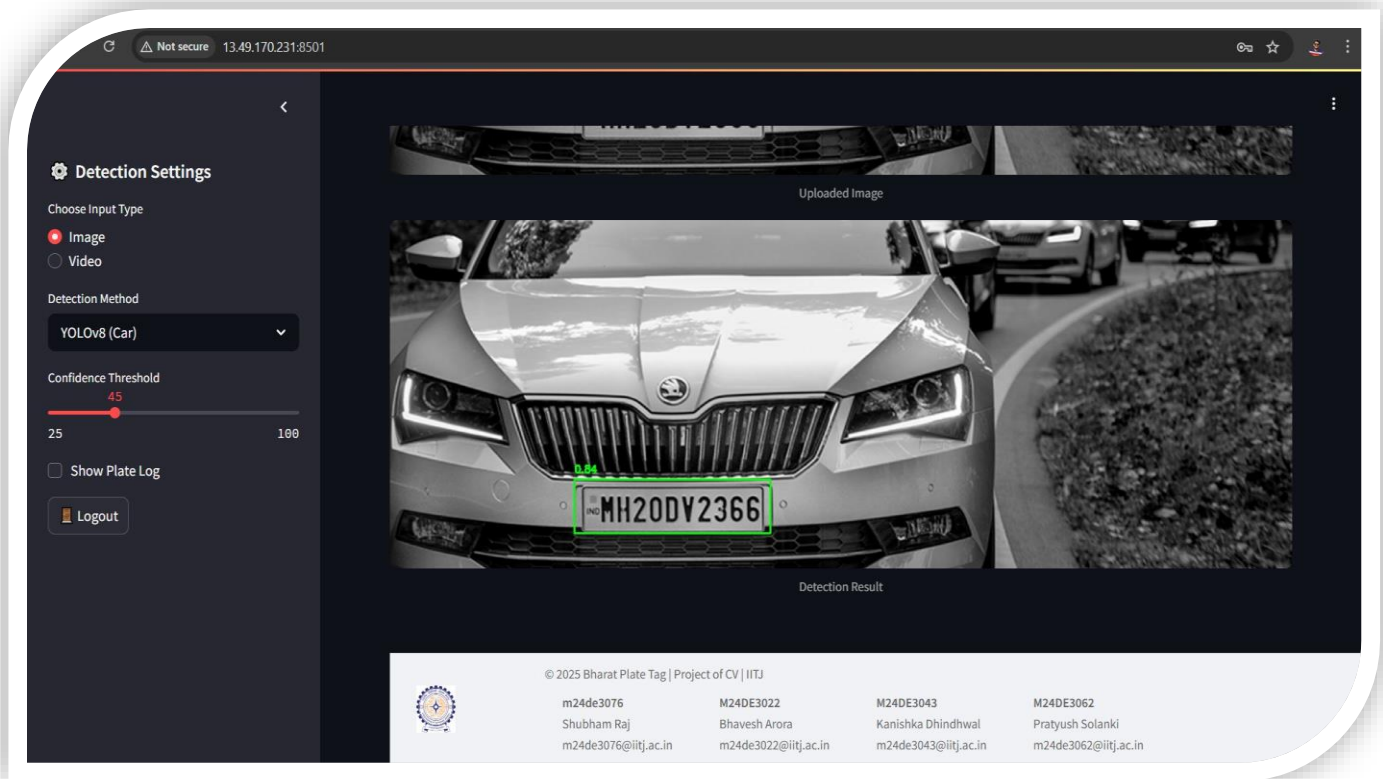 Not secure 13.49.170.231:8501
Detection Settings
Choose Input Type
Image
Video
Detection Method
YOLOv8 (Car)
Confidence Threshold
45
25 100
Show Plate Log
Logout
Uploaded Image
0.84
IND MH20DV2366
Detection Result
© 2025 Bharat Plate Tag | Project of CV | IITJ
m24de3076 M24DE3022 M24DE3043 M24DE3062
Shubham Raj Bhavesh Arora Kanishka Dhindhwal Pratyush Solanki
m24de3076@iitj.ac.in m24de3022@iitj.ac.in m24de3043@iitj.ac.in m24de3062@iitj.ac.in